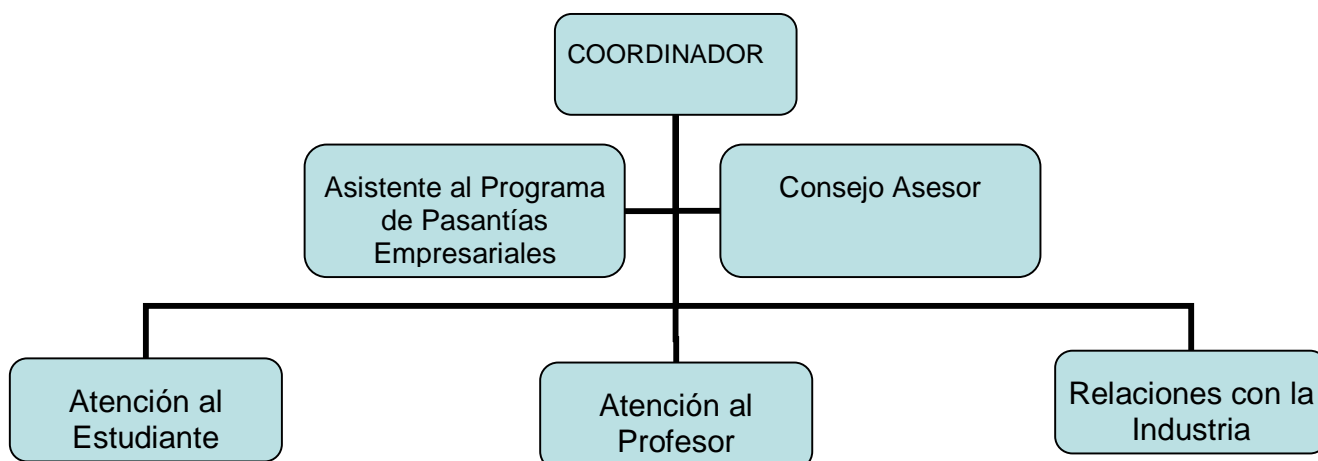 COORDINADOR
Asistente al Programa
de Pasantías
Empresariales
Consejo Asesor
Atención al
Estudiante
Atención al
Profesor
Relaciones con la
Industria